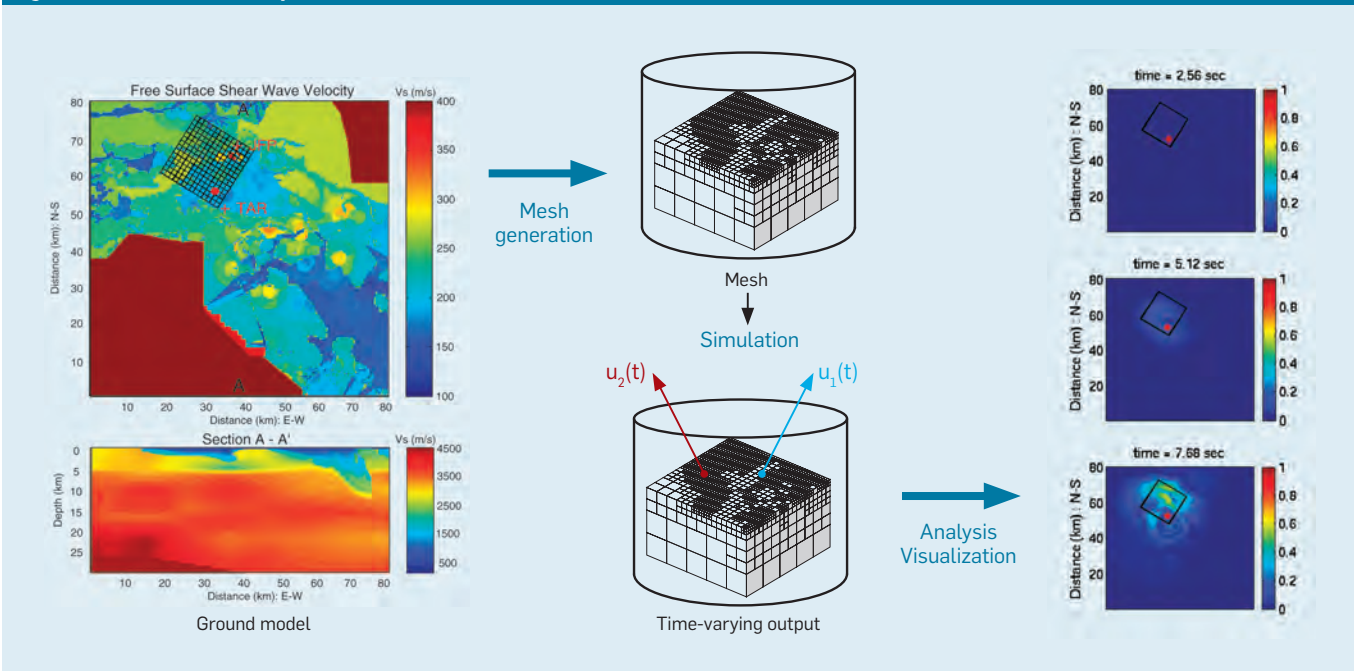 Free Surface Shear Wave Velocity
Vs (m/s)
A
TAR
80
70
60
50
40
30
20
10
Distance (km): N-S
10 20 30 40 50 60 70 80
Distance (km): E-W
400
350
300
250
200
150
100
A
Section A - A'
Vs (m/s)
0
5
10
15
20
25
Depth (km)
10 20 30 40 50 60 70 80
Distance (km): E-W
4500
3500
2500
1500
500
Ground model
Mesh
generation
Mesh
Simulation
u2(t)
u1(t)
Time-varying output
Analysis
Visualization
time = 2.56 sec
Distance (km) : N-S
80
60
40
20
1
0.8
0.6
0.4
0.2
0
time = 5.12 sec
Distance (km) : N-S
80
60
40
20
1
0.8
0.6
0.4
0.2
0
time = 7.68 sec
Distance (km) : N-S
80
60
40
20
1
0.8
0.6
0.4
0.2
0